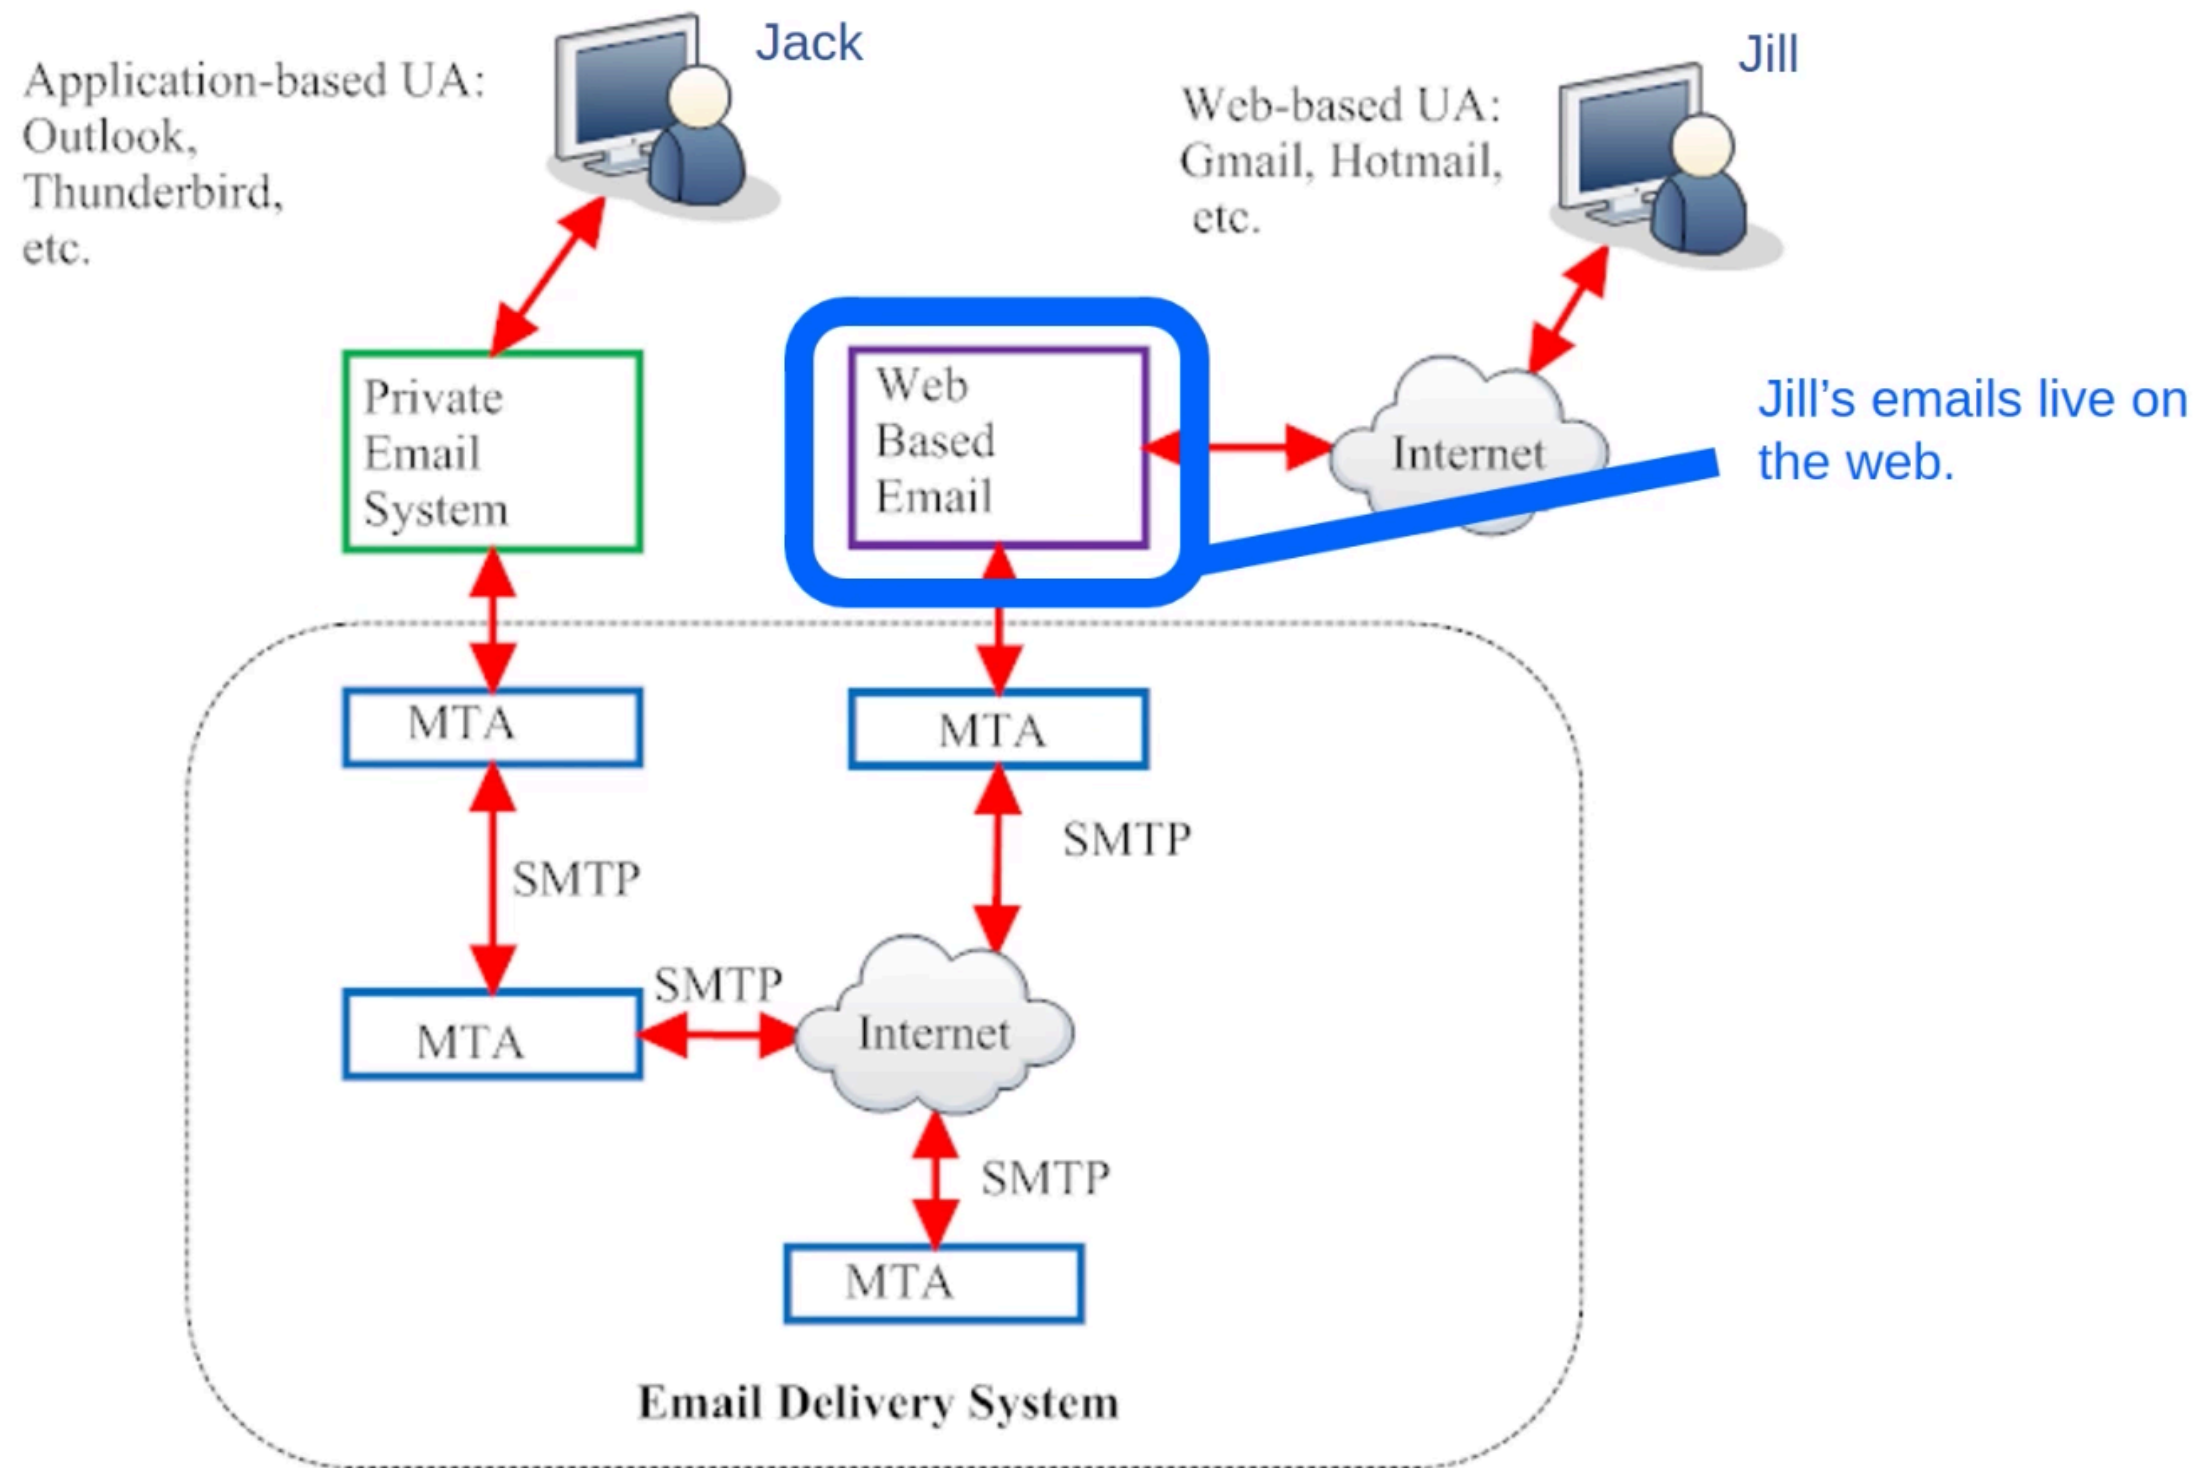 Jack
Application-based UA:
Outlook,
Thunderbird,
etc.
Jill
Web-based UA:
Gmail, Hotmail,
etc.
Private
Email
System
Web
Based
Email
Internet
Jill’s emails live on
the web.
MTA
MTA
SMTP
SMTP
MTA
SMTP
Internet
SMTP
MTA
Email Delivery System